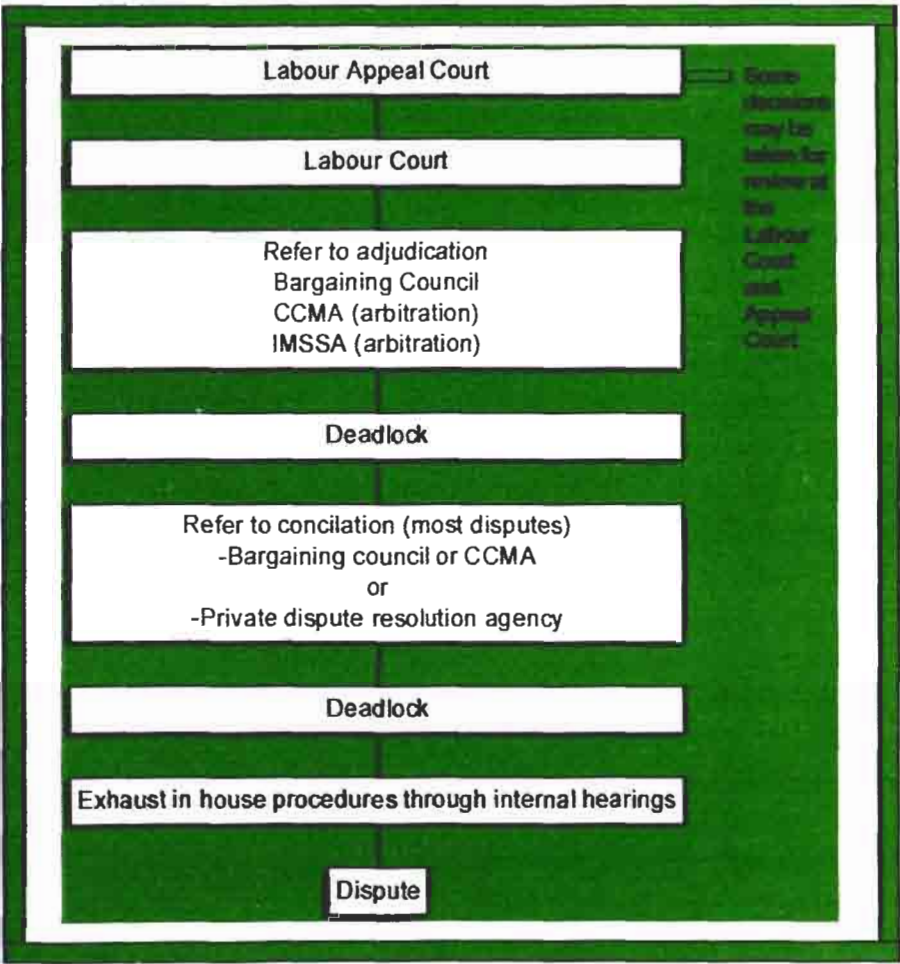 Labour Appeal Court
Some
decisions
may be
taken for
review at
the
Labour
Court
and
Appeal
Court
Labour Court
Refer to adjudication
Bargaining Council
CCMA (arbitration)
IMSSA (arbitration)
Deadlock
Refer to concilation (most disputes)
-Bargaining council or CCMA
or
-Private dispute resolution agency
Deadlock
Exhaust in house procedures through internal hearings
Dispute